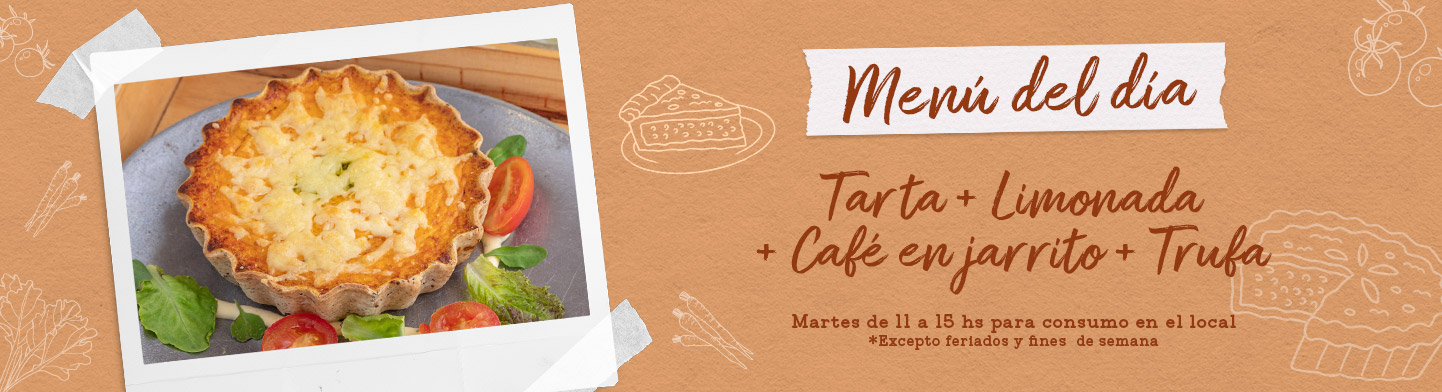 Menú del día
Tarta + Limonada
+ Café en jarrito + Trufa
Martes de 11 a 15 hs para consumo en el local
*Excepto feriados y fines de semana